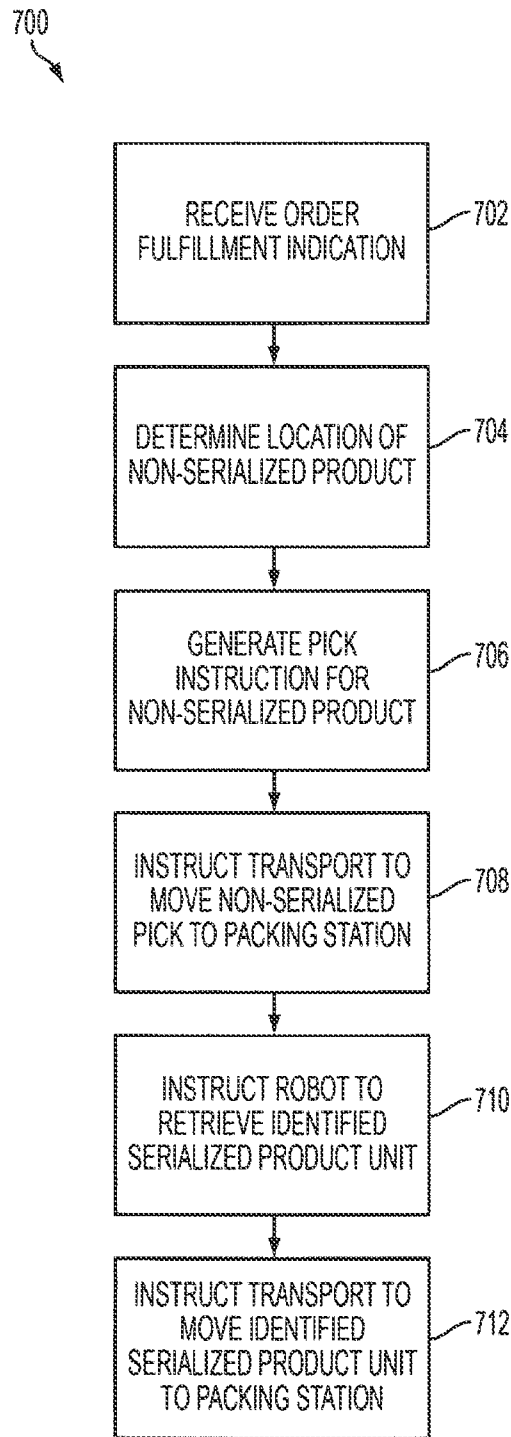 700
RECEIVE ORDER
FULFILLMENT INDICATION
702
DETERMINE LOCATION OF
NON-SERIALIZED PRODUCT
704
GENERATE PICK
INSTRUCTION FOR
NON-SERIALIZED PRODUCT
706
INSTRUCT TRANSPORT TO
MOVE NON-SERIALIZED
PICK TO PACKING STATION
708
INSTRUCT ROBOT TO
RETRIEVE IDENTIFIED
SERIALIZED PRODUCT UNIT
710
INSTRUCT TRANSPORT TO
MOVE IDENTIFIED
SERIALIZED PRODUCT UNIT
TO PACKING STATION
712